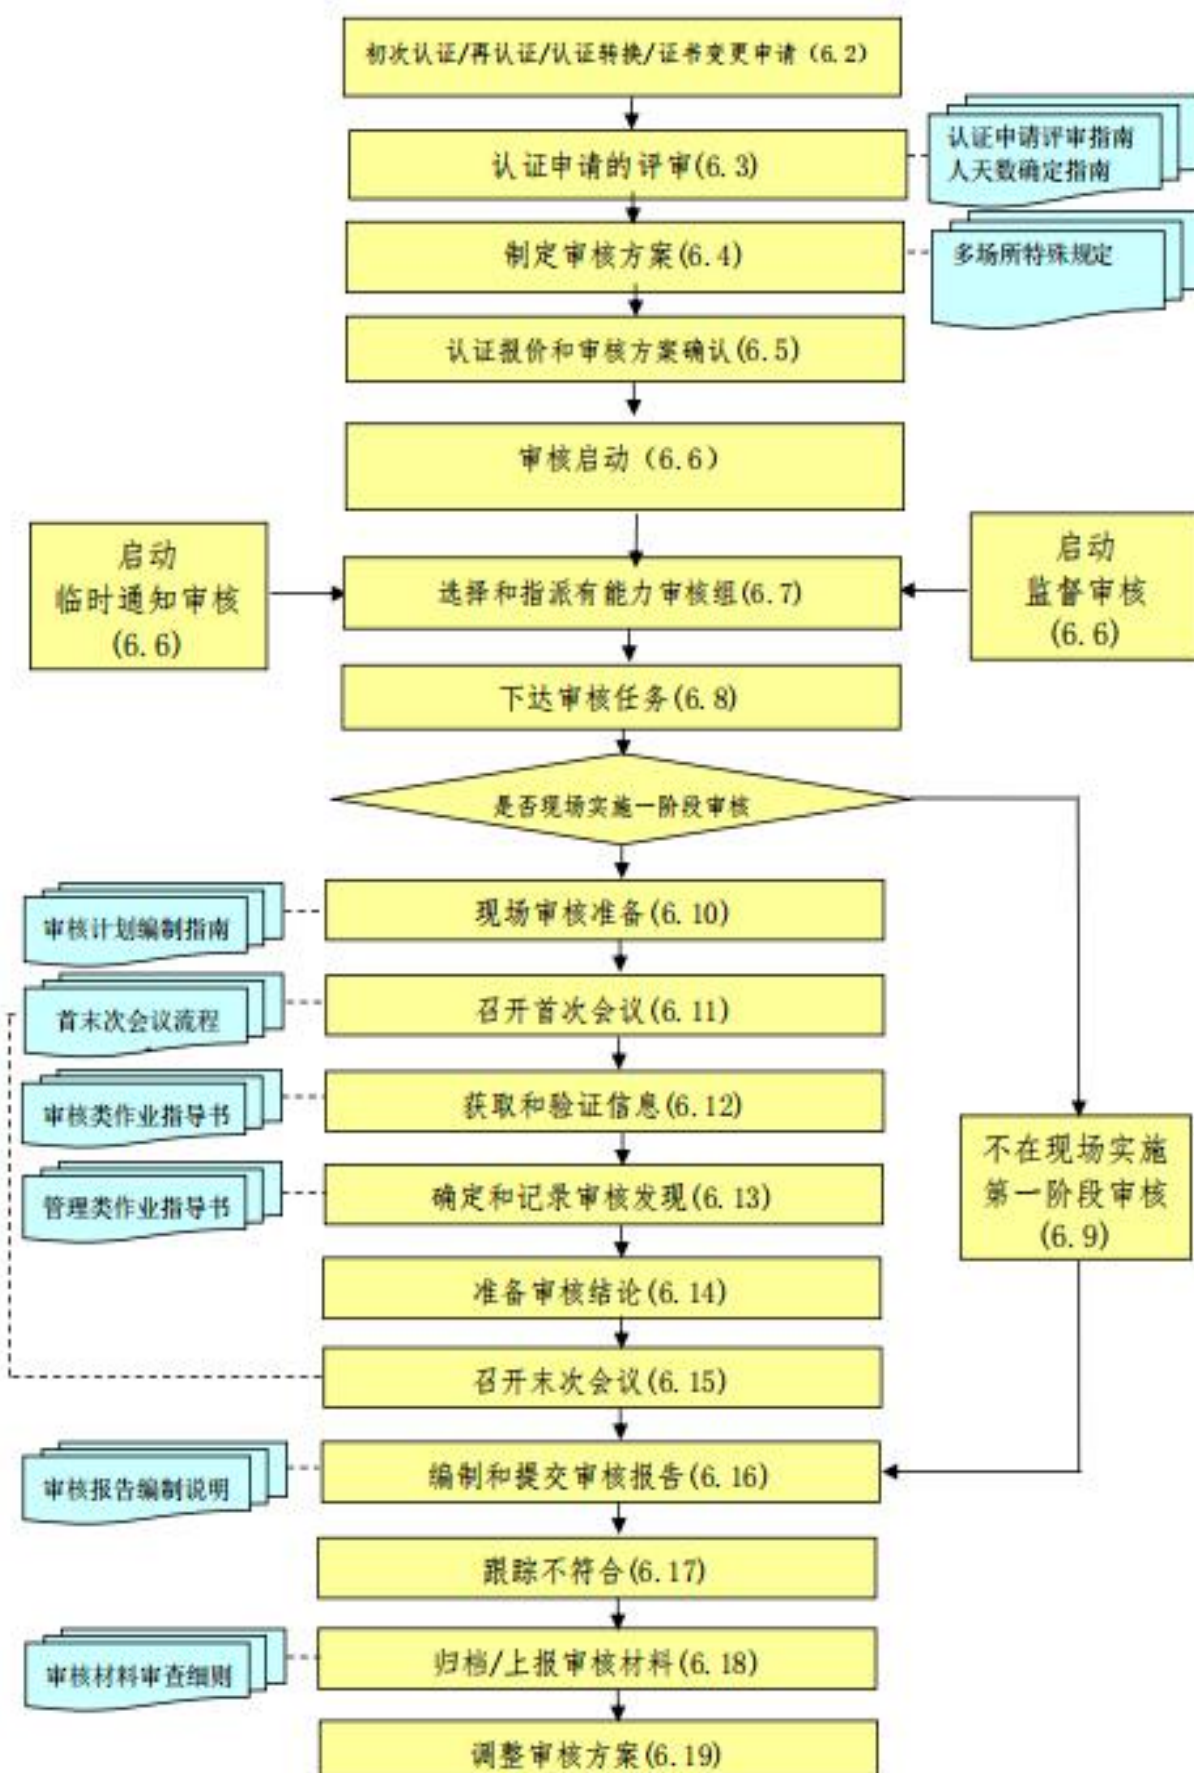 初次认证/再认证/认证转换/证书变更申请（6.2）
认证申请的评审(6.3)
认证申请评审指南
人天数确定指南
制定审核方案(6.4)
多场所特殊规定
认证报价和审核方案确认(6.5)
审核启动（6.6）
启动
临时通知审核
(6.6)
选择和指派有能力审核组(6.7)
启动
监督审核
(6.6)
下达审核任务(6.8)
是否现场实施一阶段审核
审核计划编制指南
现场审核准备(6.10)
首末次会议流程
召开首次会议(6.11)
审核类作业指导书
获取和验证信息(6.12)
不在现场实施
第一阶段审核
(6.9)
管理类作业指导书
确定和记录审核发现(6.13)
准备审核结论(6.14)
召开末次会议(6.15)
审核报告编制说明
编制和提交审核报告(6.16)
跟踪不符合(6.17)
审核材料审查细则
归档/上报审核材料(6.18)
调整审核方案(6.19)